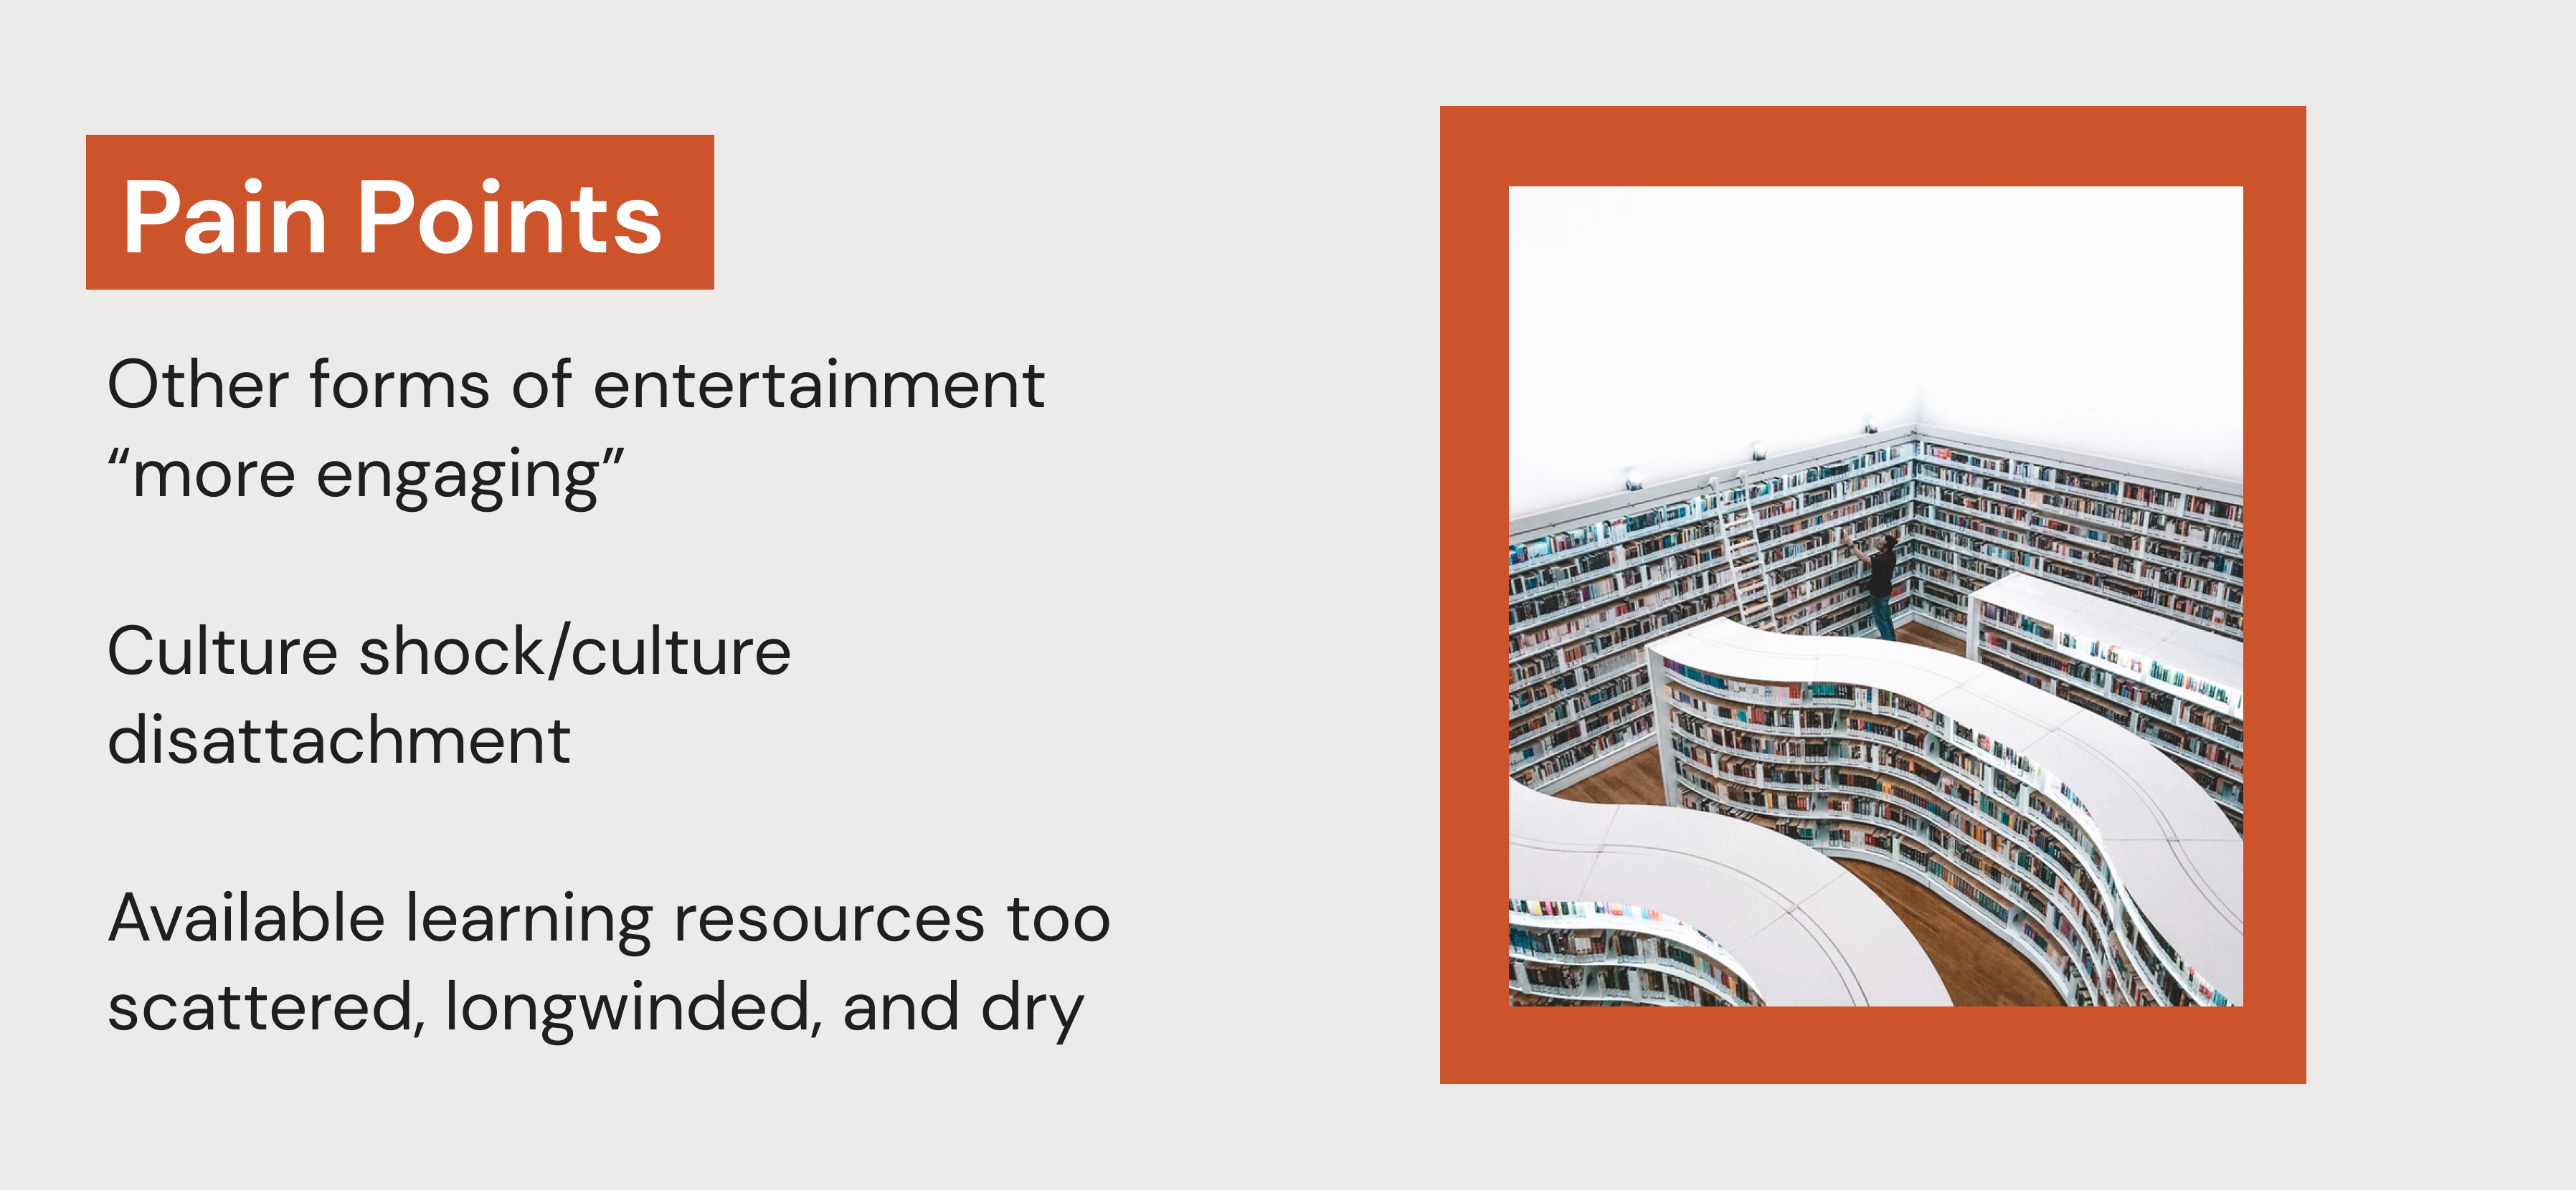 Pain Points
Other forms of entertainment
“more engaging”
Culture shock/culture
disattachment
Available learning resources too
scattered, longwinded, and dry